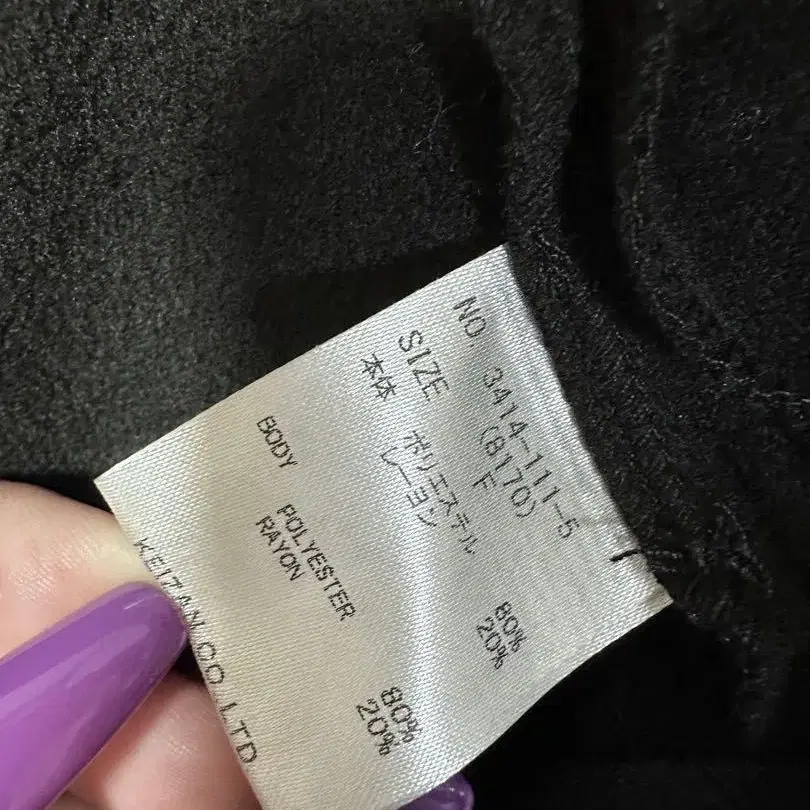 NO. 3414-111-5
(8170)
SIZE F
本体 ポリエステル 80%
レーヨン 20%
BODY POLYESTER 80%
RAYON 20%
KEIZAN CO LTD